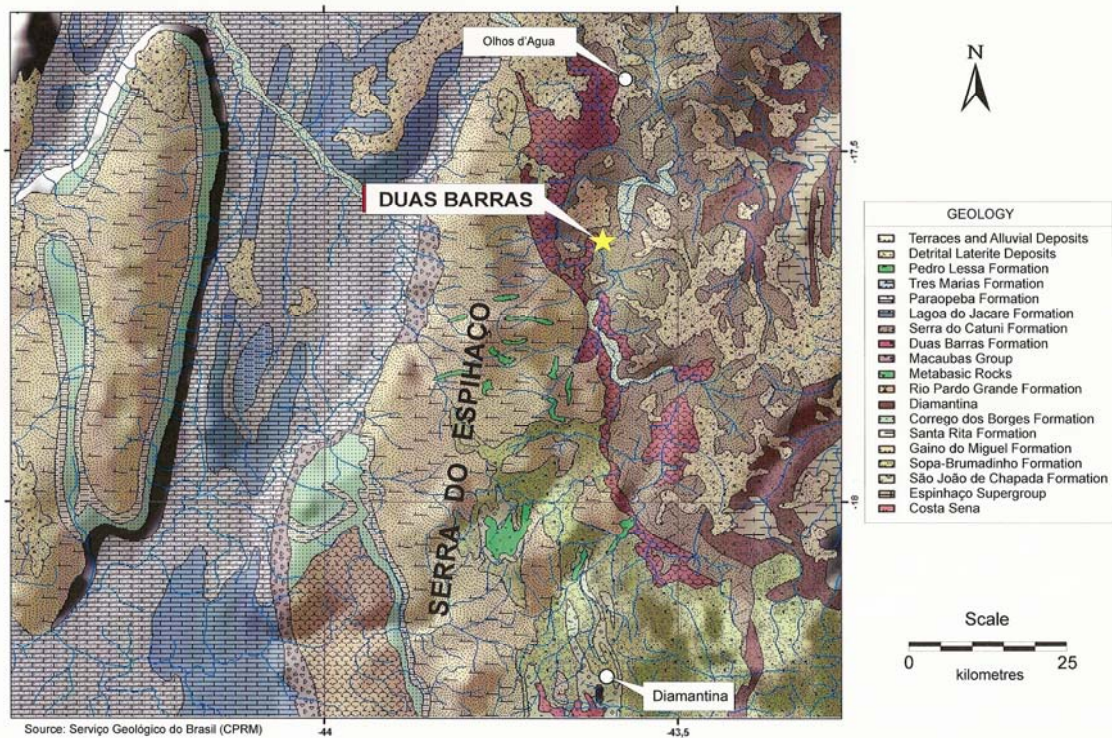 Olhos d'Agua
N
-17,5
DUAS BARRAS
SERRA DO ESPIHACO
-18
Diamantina
-44
-43,5
Source: Serviço Geológico do Brasil (CPRM)
GEOLOGY
Terraces and Alluvial Deposits
Detrital Laterite Deposits
Pedro Lessa Formation
Tres Marias Formation
Paraopeba Formation
Lagoa do Jacare Formation
Serra do Catuni Formation
Duas Barras Formation
Macaubas Group
Metabasic Rocks
Rio Pardo Grande Formation
Diamantina
Corrego dos Borges Formation
Santa Rita Formation
Gaino do Miguel Formation
Sopa-Brumadinho Formation
São João de Chapada Formation
Espinhaço Supergroup
Costa Sena
Scale
0 25
kilometres